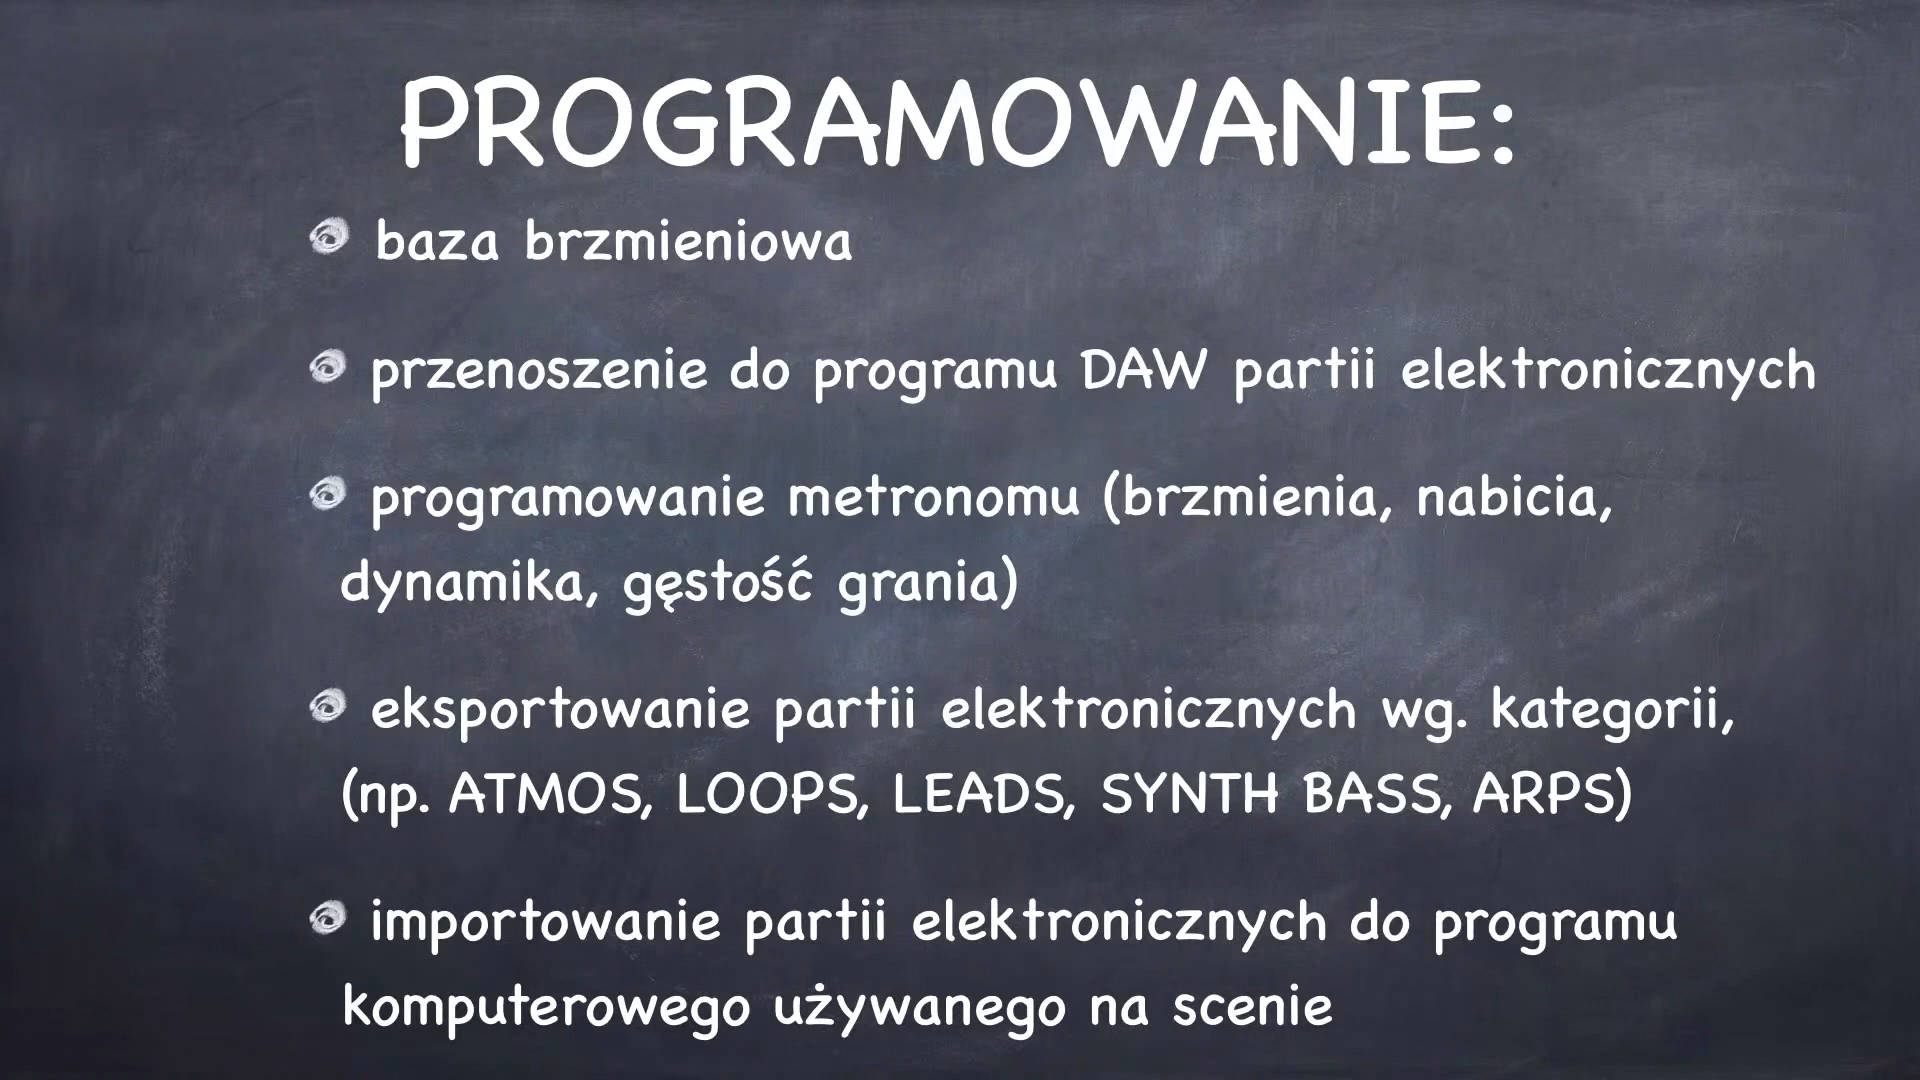 PROGRAMOWANIE:
baza brzmieniowa
przenoszenie do programu DAW partii elektronicznych
programowanie metronomu (brzmienia, nabicia,
dynamika, gęstość grania)
eksportowanie partii elektronicznych wg. kategorii,
(np. ATMOS, LOOPS, LEADS, SYNTH BASS, ARPS)
importowanie partii elektronicznych do programu
komputerowego używanego na scenie